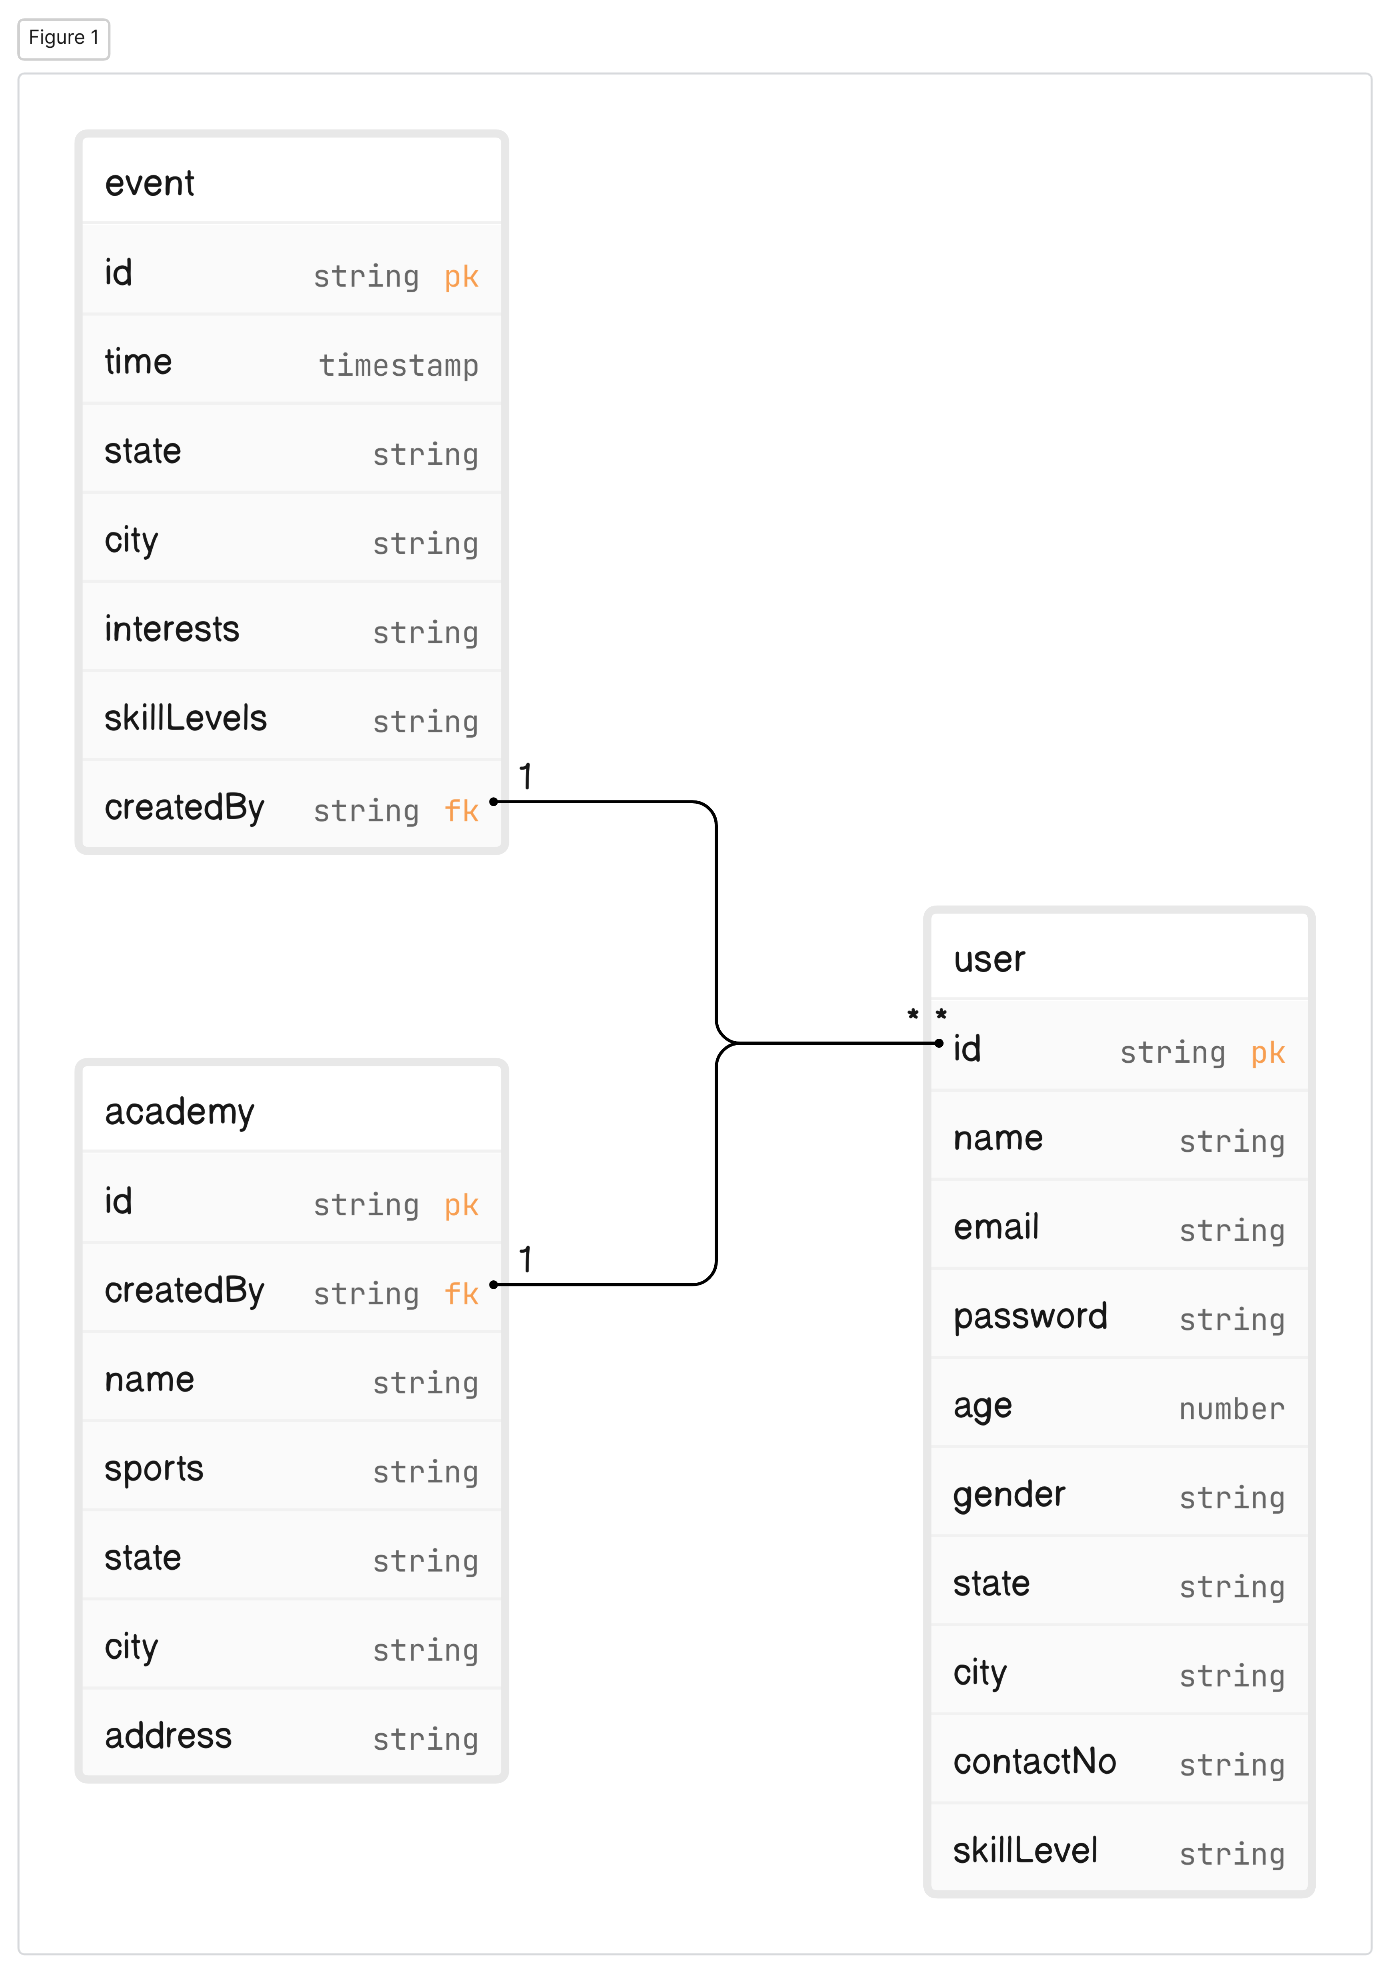 Figure 1
event
id string pk
time timestamp
state string
city string
interests string
skillLevels string
createdBy string fk
1
academy
id string pk
createdBy string fk
1
name string
sports string
state string
city string
address string
user
* *
id string pk
name string
email string
password string
age number
gender string
state string
city string
contactNo string
skillLevel string